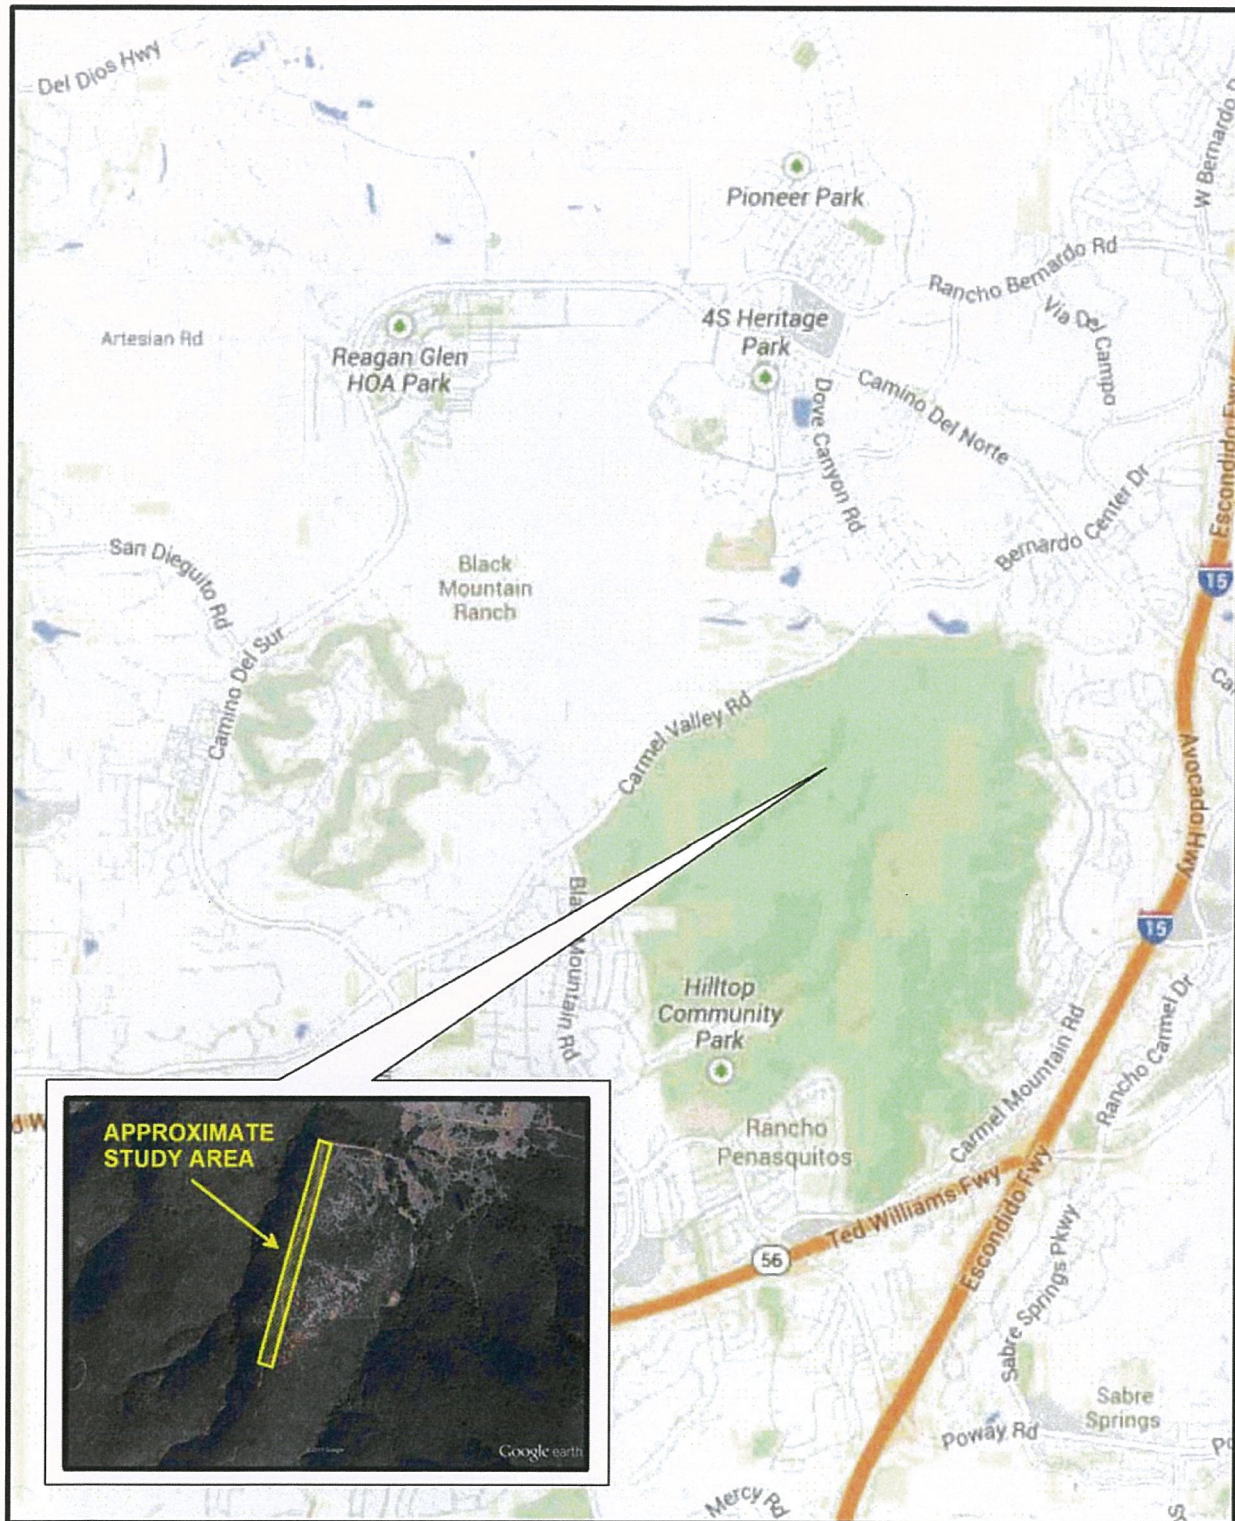 Del Dios Hwy
W Bernardo D
Pioneer Park
Rancho Bernardo Rd
Via Del Campo
Artesian Rd
Reagan Glen
HOA Park
4S Heritage
Park
Camino Del Norte
Dove Canyon Rd
Escondido Fwy
Bernardo Center Dr
15
San Dieguito Rd
Black
Mountain
Ranch
Camino Del Sur
Carmel Valley Rd
Avocado Hwy
15
Mountain Rd
Hilltop
Community
Park
Rancho Carmel Dr
Carmel Mountain Rd
Rancho
Penasquitos
Ted Williams Fwy
56
Escondido Fwy
Sabre Springs Pkwy
Sabre
Springs
Poway Rd
Mercy Rd
APPROXIMATE
STUDY AREA
Google earth